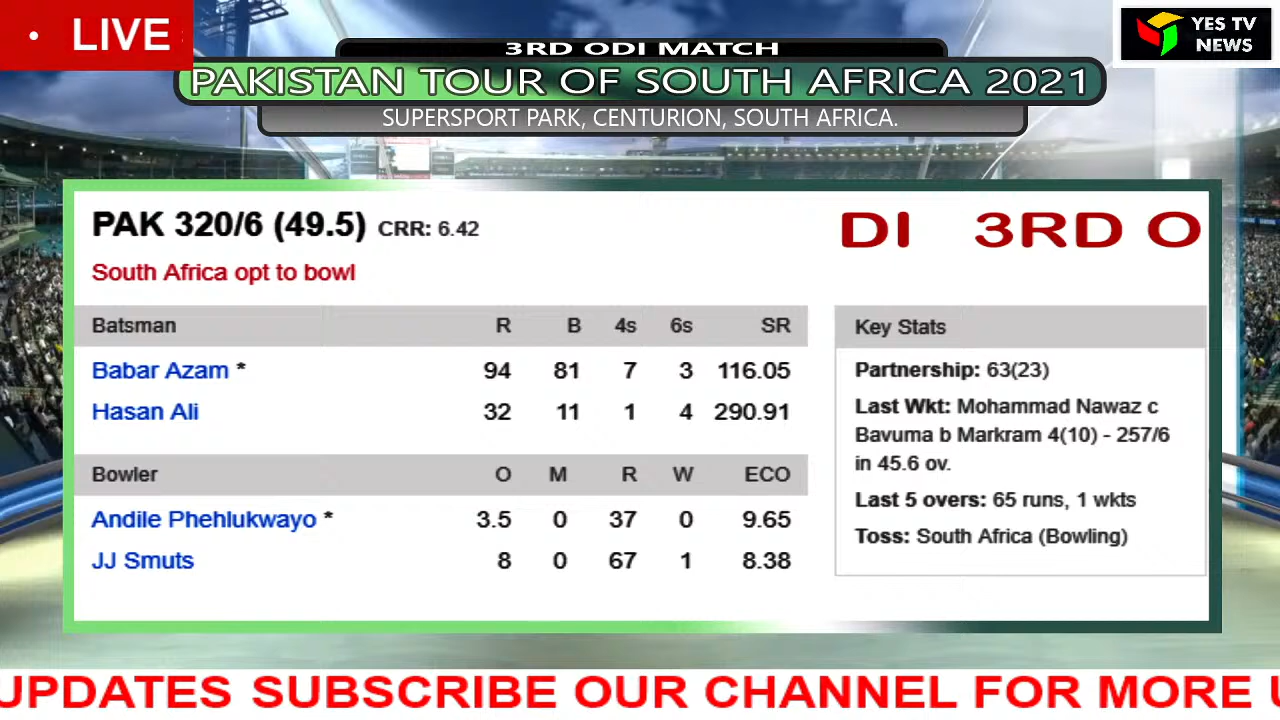 LIVE
YES TV
NEWS
3RD ODI MATCH
PAKISTAN TOUR OF SOUTH AFRICA 2021
SUPERSPORT PARK, CENTURION, SOUTH AFRICA.
PAK 320/6 (49.5) CRR: 6.42
DI 3RD O
South Africa opt to bowl
Batsman R B 4s 6s SR
Babar Azam * 94 81 7 3 116.05
Hasan Ali 32 11 1 4 290.91
Bowler O M R W ECO
Andile Phehlukwayo * 3.5 0 37 0 9.65
JJ Smuts 8 0 67 1 8.38
Key Stats
Partnership: 63(23)
Last Wkt: Mohammad Nawaz c
Bavuma b Markram 4(10) - 257/6
in 45.6 ov.
Last 5 overs: 65 runs, 1 wkts
Toss: South Africa (Bowling)
UPDATES SUBSCRIBE OUR CHANNEL FOR MORE U